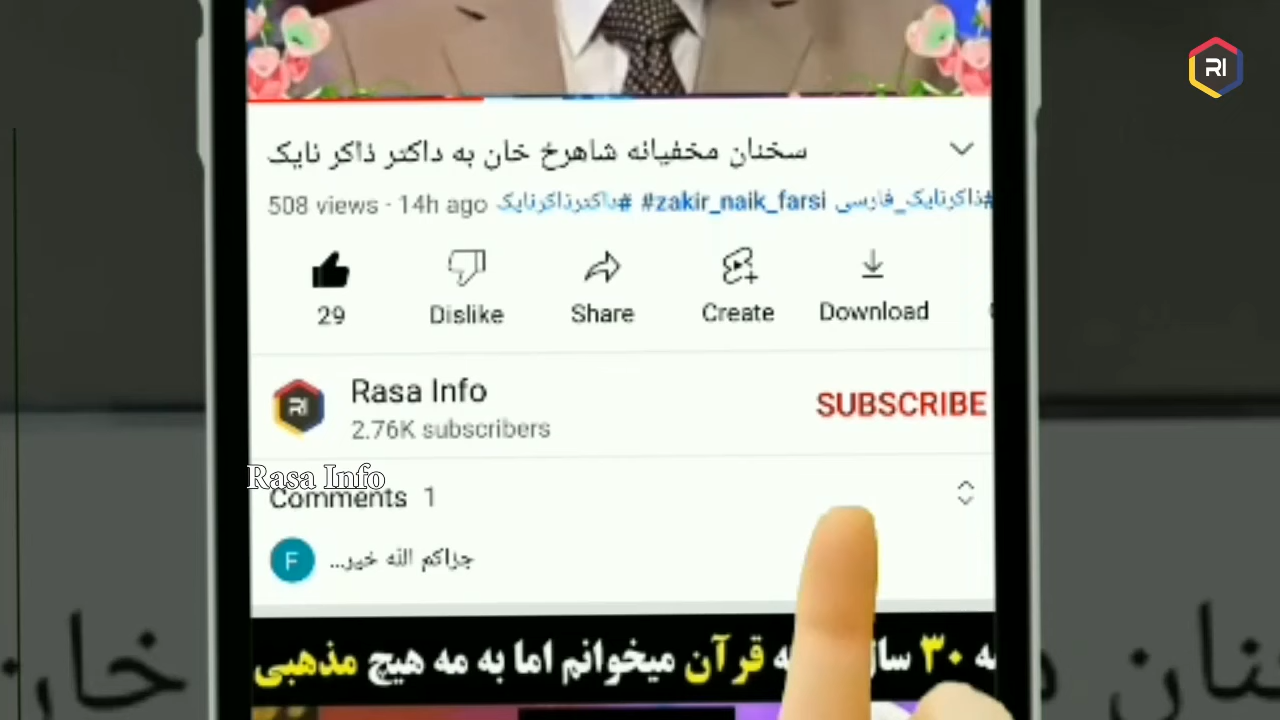 RI
سخنان مخفیانه شاهرخ خان به داکتر ذاکر نایک
508 views · 14h ago #داکترذاکرنایک #zakir_naik_farsi #ذاکرنایک_فارسی
29 Dislike Share Create Download
RI Rasa Info SUBSCRIBE
2.76K subscribers
Rasa Info
Comments 1
F جزاکم الله خیر...
۳۰ قرآن میخوانم اما به مه هیچ مذهبی